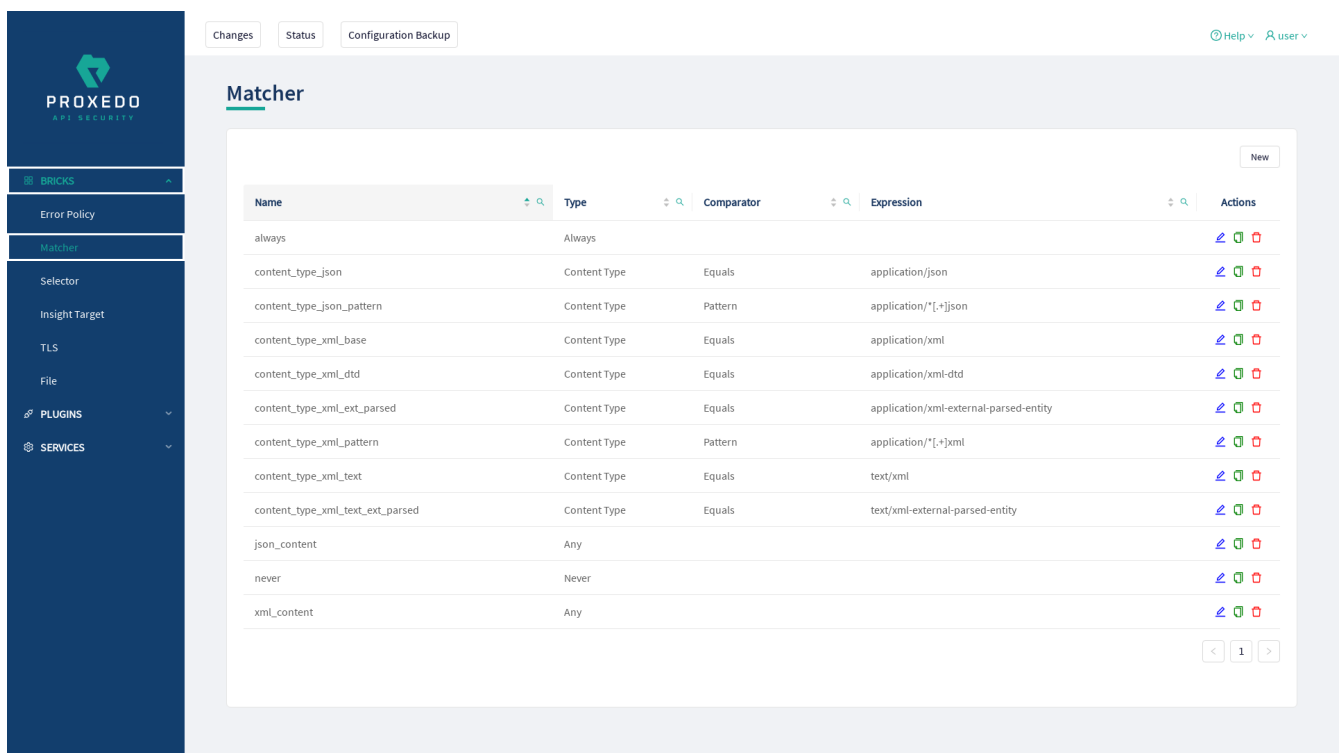 Changes Status Configuration Backup Help user
PROXEDO
API SECURITY
BRICKS
Error Policy
Matcher
Selector
Insight Target
TLS
File
PLUGINS
SERVICES
Matcher
New
Name Type Comparator Expression Actions
always Always
content_type_json Content Type Equals application/json
content_type_json_pattern Content Type Pattern application/*[.+]json
content_type_xml_base Content Type Equals application/xml
content_type_xml_dtd Content Type Equals application/xml-dtd
content_type_xml_ext_parsed Content Type Equals application/xml-external-parsed-entity
content_type_xml_pattern Content Type Pattern application/*[.+]xml
content_type_xml_text Content Type Equals text/xml
content_type_xml_text_ext_parsed Content Type Equals text/xml-external-parsed-entity
json_content Any
never Never
xml_content Any
< 1 >